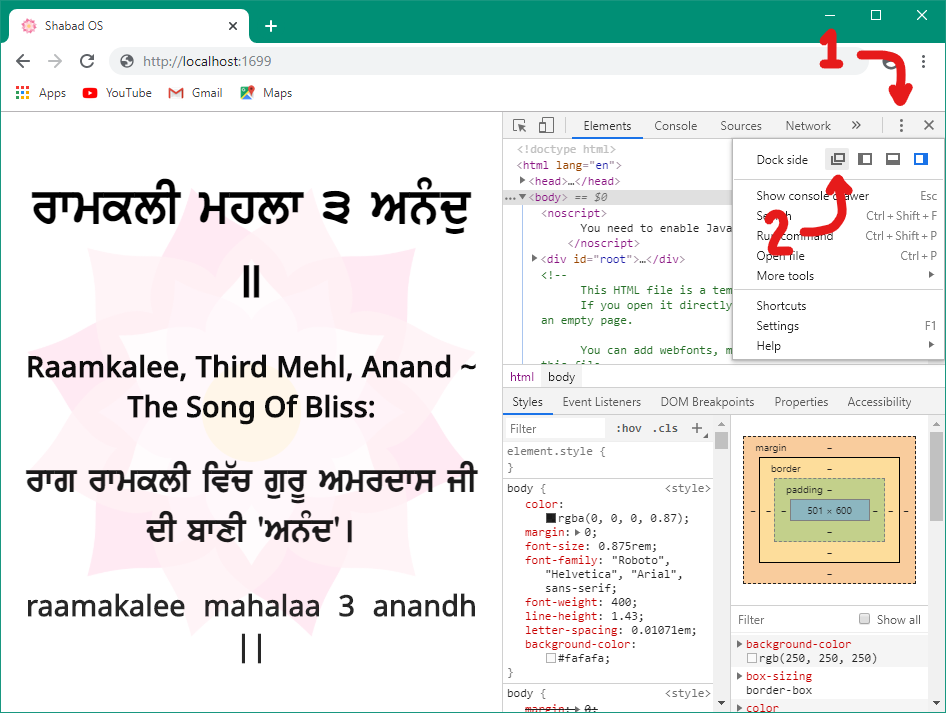 Shabad OS
http://localhost:1699
Apps YouTube Gmail Maps
1
ਰਾਮਕਲੀ ਮਹਲਾ ੩ ਅਨੰਦੁ
॥
Raamkalee, Third Mehl, Anand ~
The Song Of Bliss:
ਰਾਗ ਰਾਮਕਲੀ ਵਿੱਚ ਗੁਰੂ ਅਮਰਦਾਸ ਜੀ
ਦੀ ਬਾਣੀ 'ਅਨੰਦ'।
raamakalee mahalaa 3 anandh
||
Elements Console Sources Network »
<!doctype html>
<html lang="en">
<head>…</head>
<body> == $0
<noscript>
You need to enable Java
</noscript>
<div id="root">…</div>
<!--
This HTML file is a tem
If you open it directly
an empty page.
You can add webfonts, m
this file
Dock side
Show console drawer Esc
Search Ctrl + Shift + F
2
Run command Ctrl + Shift + P
Open file Ctrl + P
More tools
Shortcuts
Settings F1
Help
html body
Styles Event Listeners DOM Breakpoints Properties Accessibility
Filter :hov .cls +
element.style {
}
body { <style>
color:
rgba(0, 0, 0, 0.87);
margin: 0;
font-size: 0.875rem;
font-family: "Roboto",
"Helvetica", "Arial",
sans-serif;
font-weight: 400;
line-height: 1.43;
letter-spacing: 0.01071em;
background-color:
#fafafa;
}
body { <style>
margin: 0;
margin –
border –
padding –
– – – 501 × 600 – – –
–
–
–
Filter Show all
background-color
rgb(250, 250, 250)
box-sizing
border-box
color